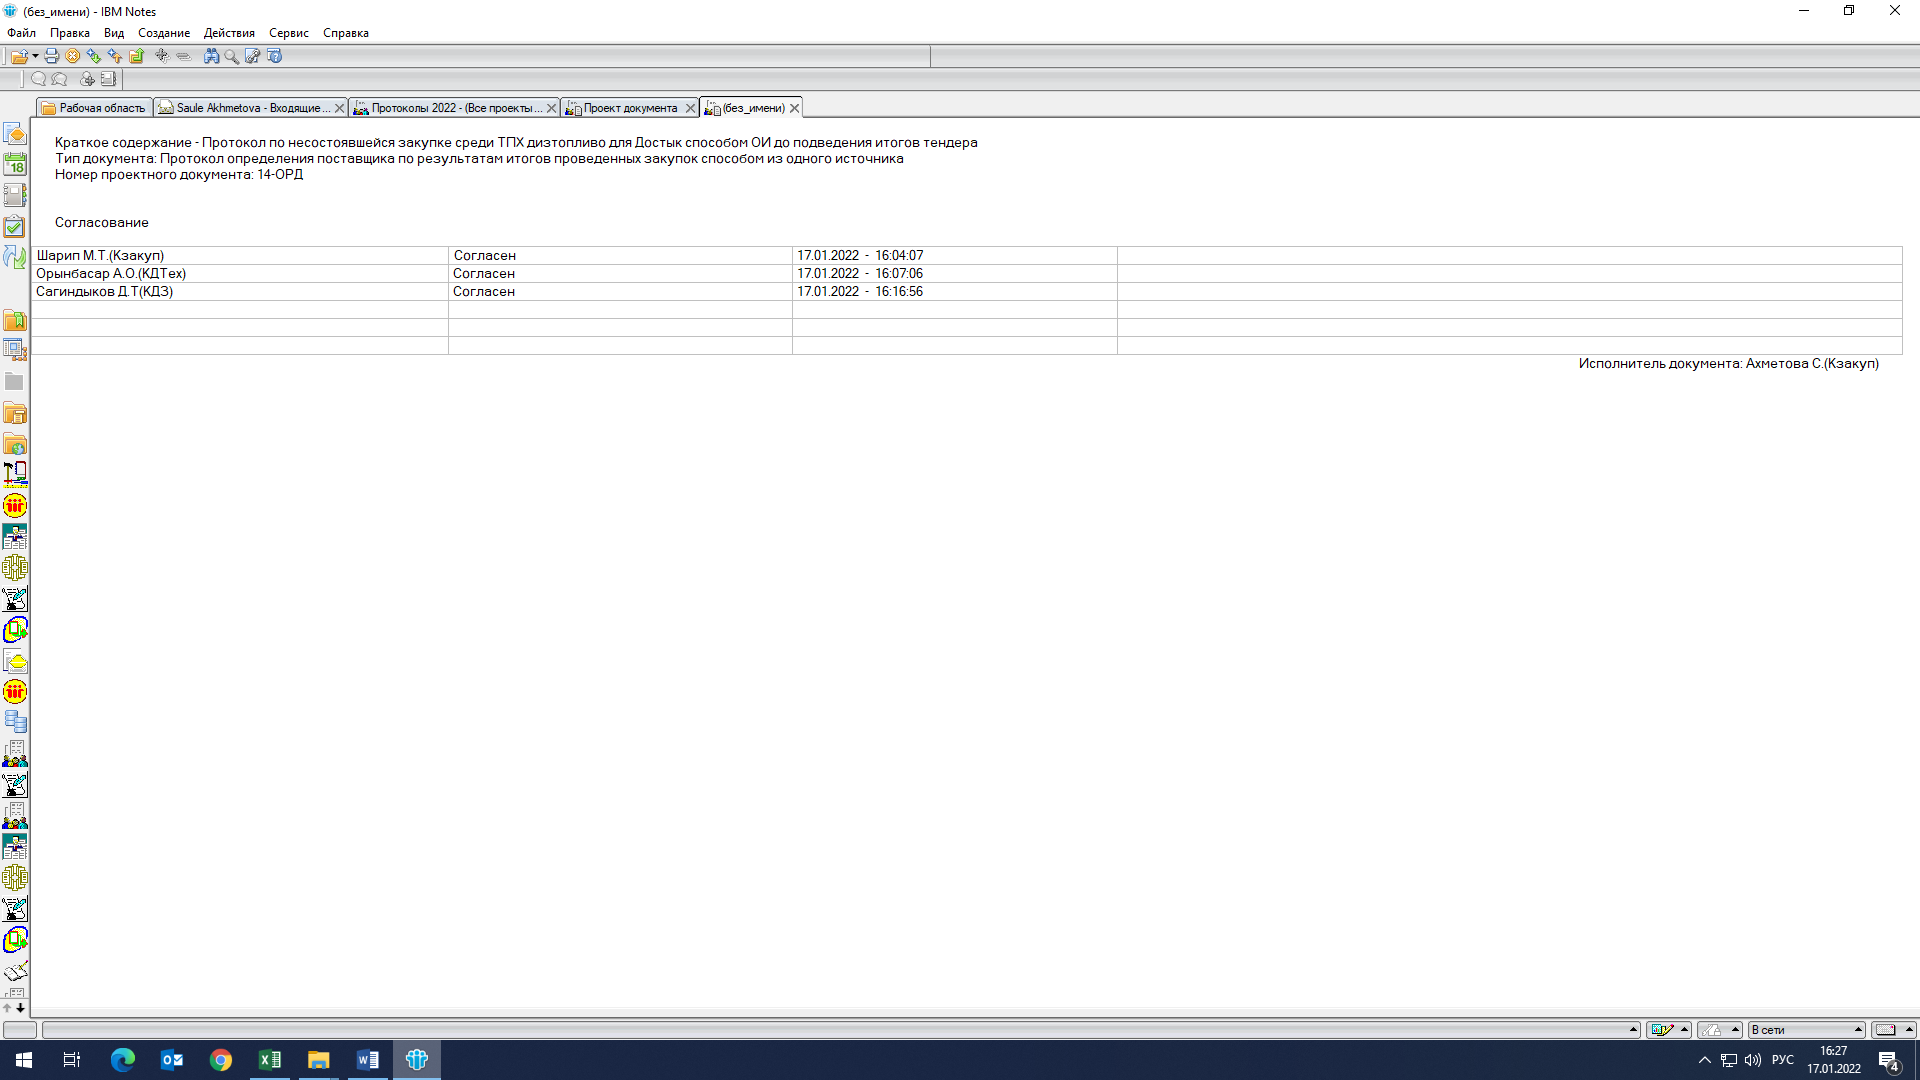 (без_имени) - IBM Notes
Файл Правка Вид Создание Действия Сервис Справка
Рабочая область Saule Akhmetova - Входящие ... Протоколы 2022 - (Все проекты ... Проект документа (без_имени)
18
Краткое содержание - Протокол по несостоявшейся закупке среди ТПХ дизтопливо для Достык способом ОИ до подведения итогов тендера
Тип документа: Протокол определения поставщика по результатам итогов проведенных закупок способом из одного источника
Номер проектного документа: 14-ОРД
Согласование
Шарип М.Т.(Кзакуп) Согласен 17.01.2022 - 16:04:07
Орынбасар А.О.(КДТех) Согласен 17.01.2022 - 16:07:06
Сагиндыков Д.Т(КДЗ) Согласен 17.01.2022 - 16:16:56
Исполнитель документа: Ахметова С.(Кзакуп)
В сети
РУС 16:27
17.01.2022
4